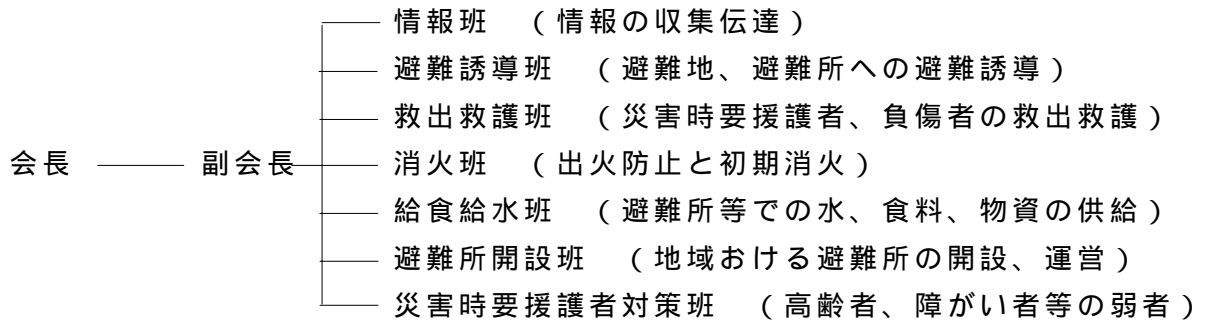 情報班 （情報の収集伝達）
避難誘導班 （避難地、避難所への避難誘導）
救出救護班 （災害時要援護者、負傷者の救出救護）
会長 副会長 消火班 （出火防止と初期消火）
給食給水班 （避難所等での水、食料、物資の供給）
避難所開設班 （地域おける避難所の開設、運営）
災害時要援護者対策班 （高齢者、障がい者等の弱者）